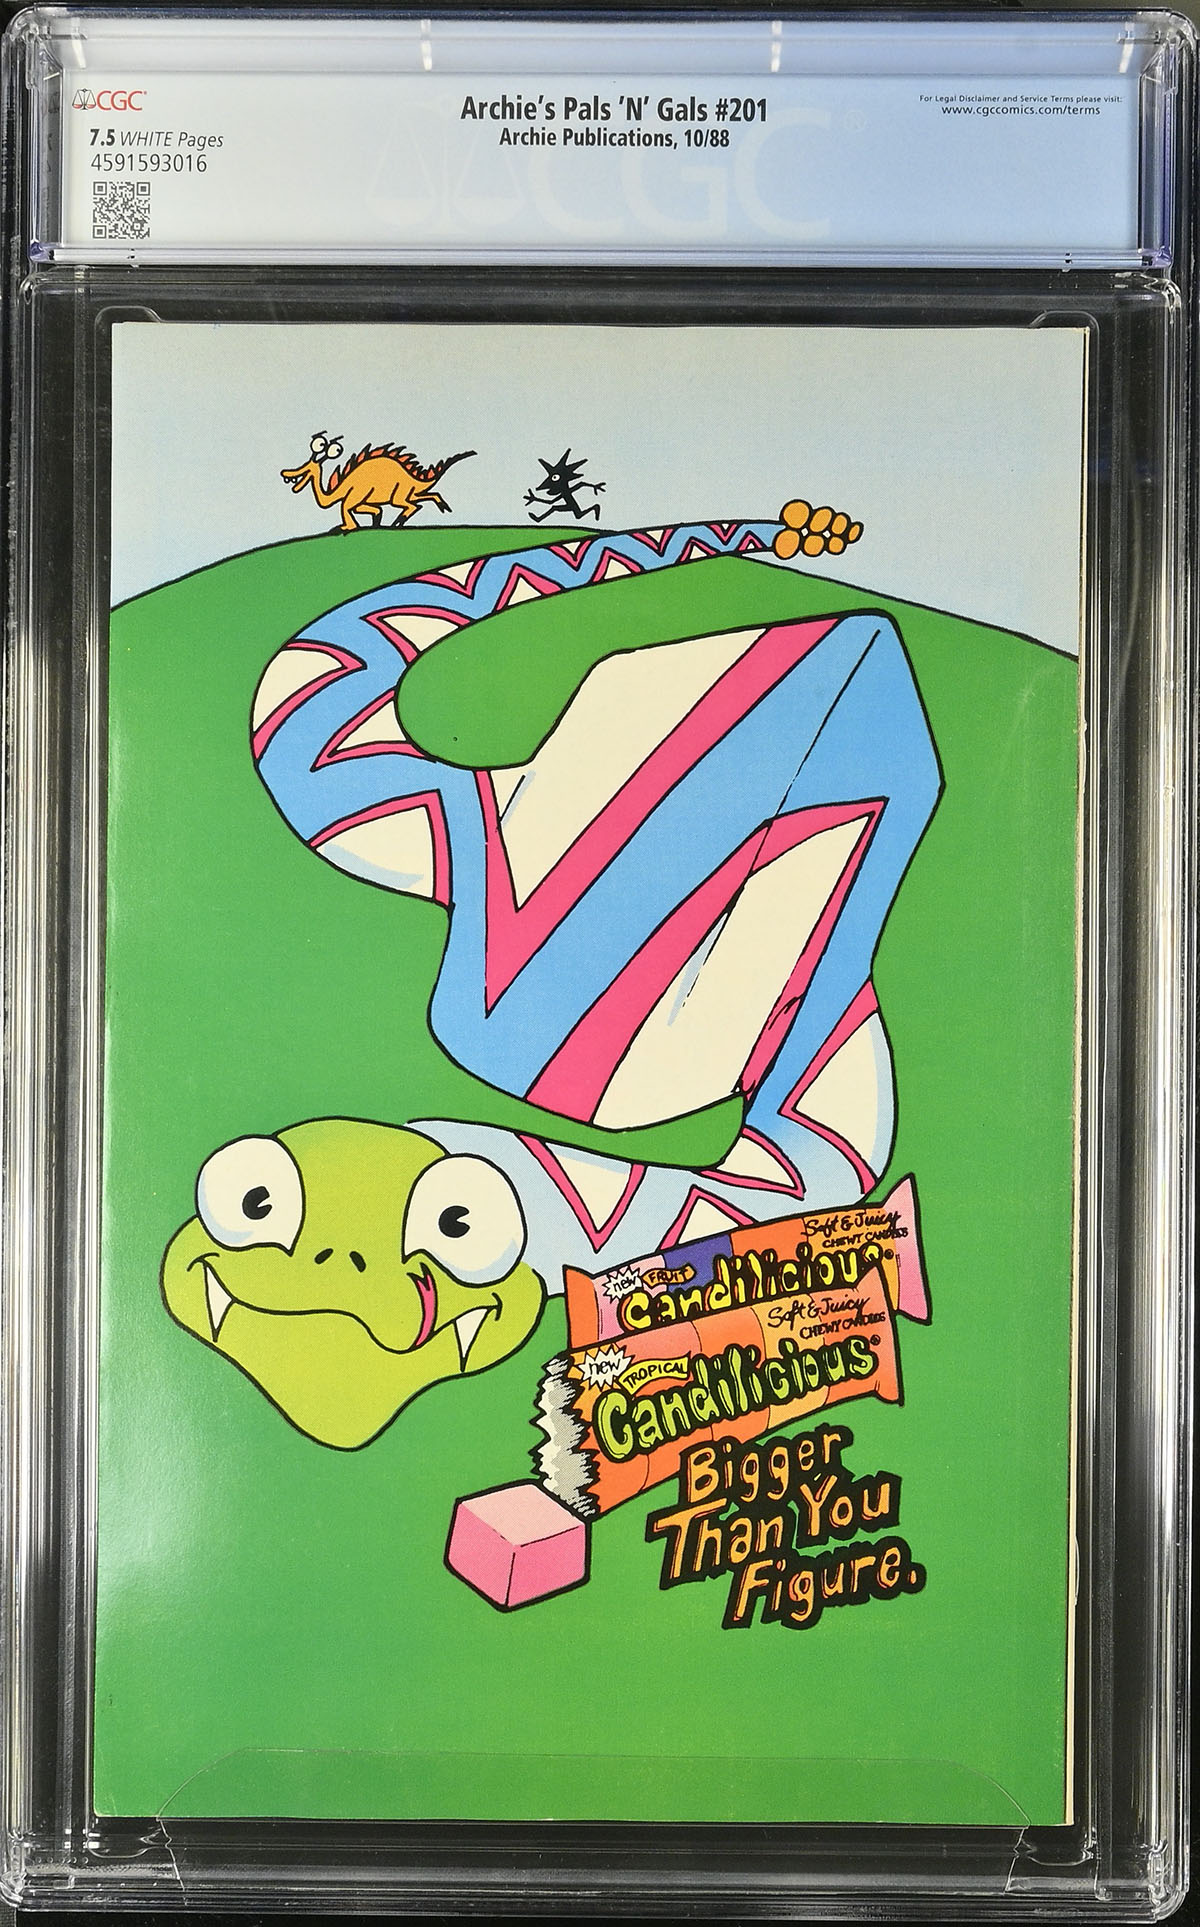 CGC
7.5 WHITE Pages
4591593016
Archie's Pals 'N' Gals #201
Archie Publications, 10/88
For Legal Disclaimer and Service Terms please visit:
www.cgccomics.com/terms
CGC
Soft & Juicy
CHEWY CANDIES
new FRUIT
Candilicious
Soft & Juicy
CHEWY CANDIES
new TROPICAL
Candilicious
Bigger
Than You
Figure.